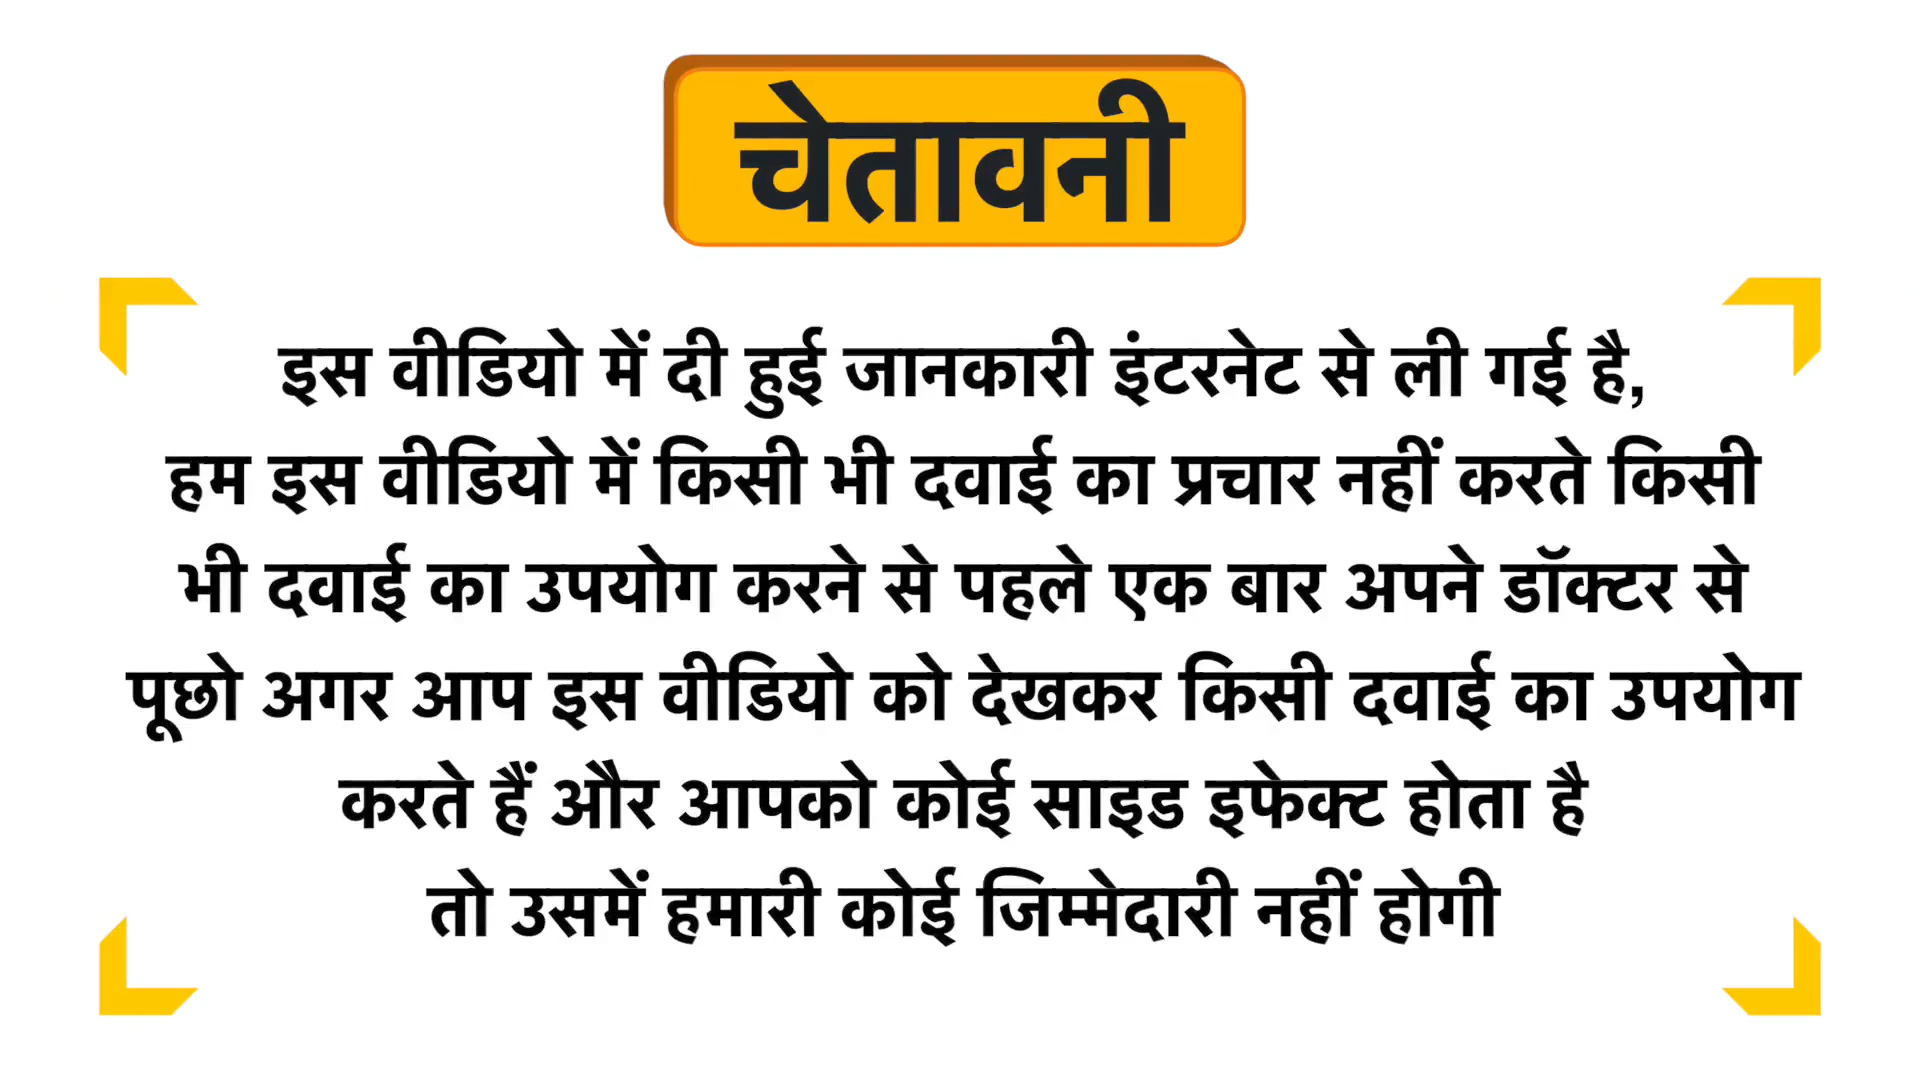 चेतावनी
इस वीडियो में दी हुई जानकारी इंटरनेट से ली गई है,
हम इस वीडियो में किसी भी दवाई का प्रचार नहीं करते किसी
भी दवाई का उपयोग करने से पहले एक बार अपने डॉक्टर से
पूछो अगर आप इस वीडियो को देखकर किसी दवाई का उपयोग
करते हैं और आपको कोई साइड इफेक्ट होता है
तो उसमें हमारी कोई जिम्मेदारी नहीं होगी